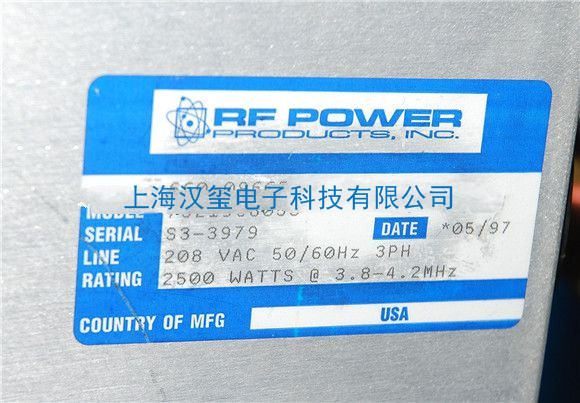 RF POWER
PRODUCTS, INC.
上海汉玺电子科技有限公司
MODEL
SERIAL S3-3979 DATE *05/97
LINE 208 VAC 50/60Hz 3PH
RATING 2500 WATTS @ 3.8-4.2MHz
COUNTRY OF MFG USA